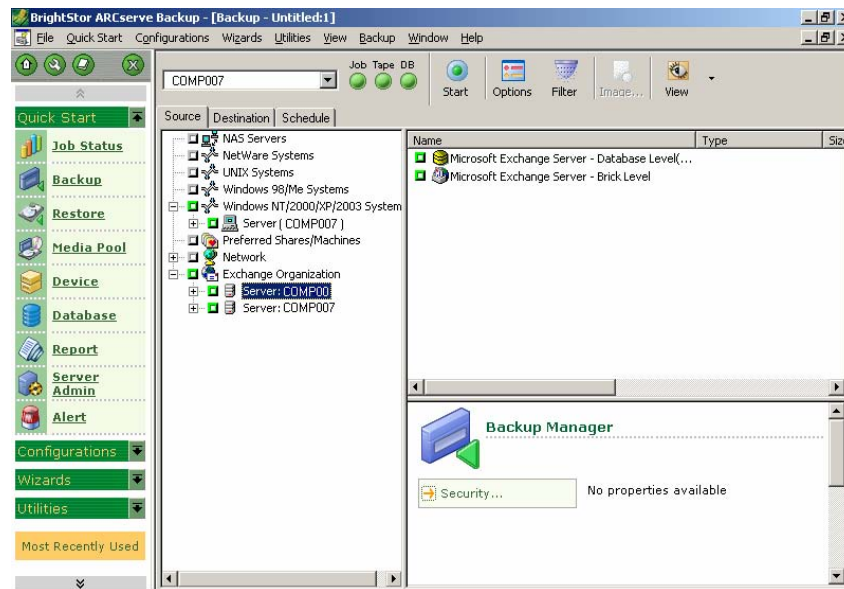 BrightStor ARCserve Backup - [Backup - Untitled:1]
File Quick Start Configurations Wizards Utilities View Backup Window Help
COMP007
Job Tape DB
Start
Options
Filter
Image...
View
Quick Start
Job Status
Backup
Restore
Media Pool
Device
Database
Report
Server Admin
Alert
Configurations
Wizards
Utilities
Most Recently Used
Source Destination Schedule
NAS Servers
NetWare Systems
UNIX Systems
Windows 98/Me Systems
Windows NT/2000/XP/2003 System
Server ( COMP007 )
Preferred Shares/Machines
Network
Exchange Organization
Server: COMP00
Server: COMP007
Name Type Siz
Microsoft Exchange Server - Database Level(...
Microsoft Exchange Server - Brick Level
Backup Manager
Security...
No properties available